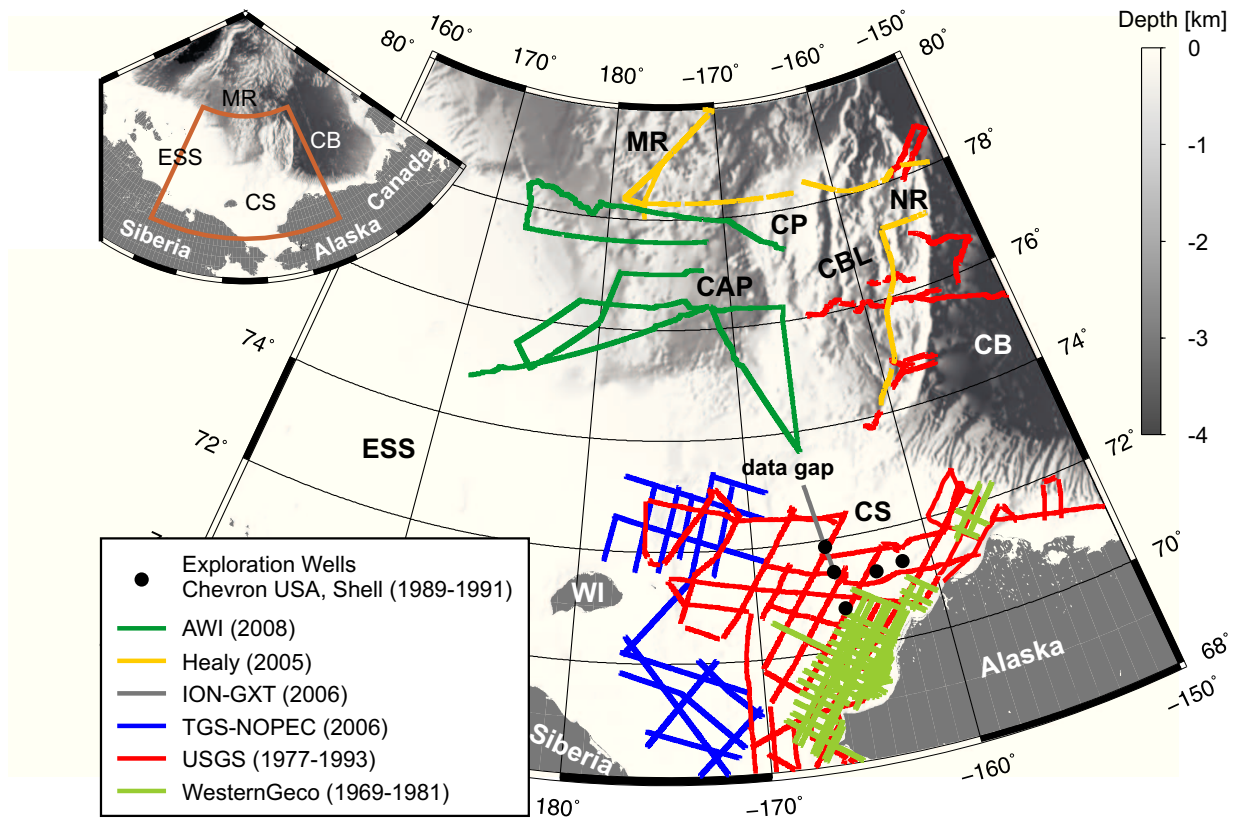 160°
170°
180°
−170°
−160°
−150°
80°
80°
78°
76°
74°
72°
70°
68°
−150°
−160°
−170°
180°
74°
72°
Depth [km]
0
-1
-2
-3
-4
MR
CB
ESS
CS
Siberia
Alaska
Canada
MR
NR
CP
CBL
CAP
CB
ESS
data gap
CS
WI
Alaska
Siberia
Exploration Wells
Chevron USA, Shell (1989-1991)
AWI (2008)
Healy (2005)
ION-GXT (2006)
TGS-NOPEC (2006)
USGS (1977-1993)
WesternGeco (1969-1981)